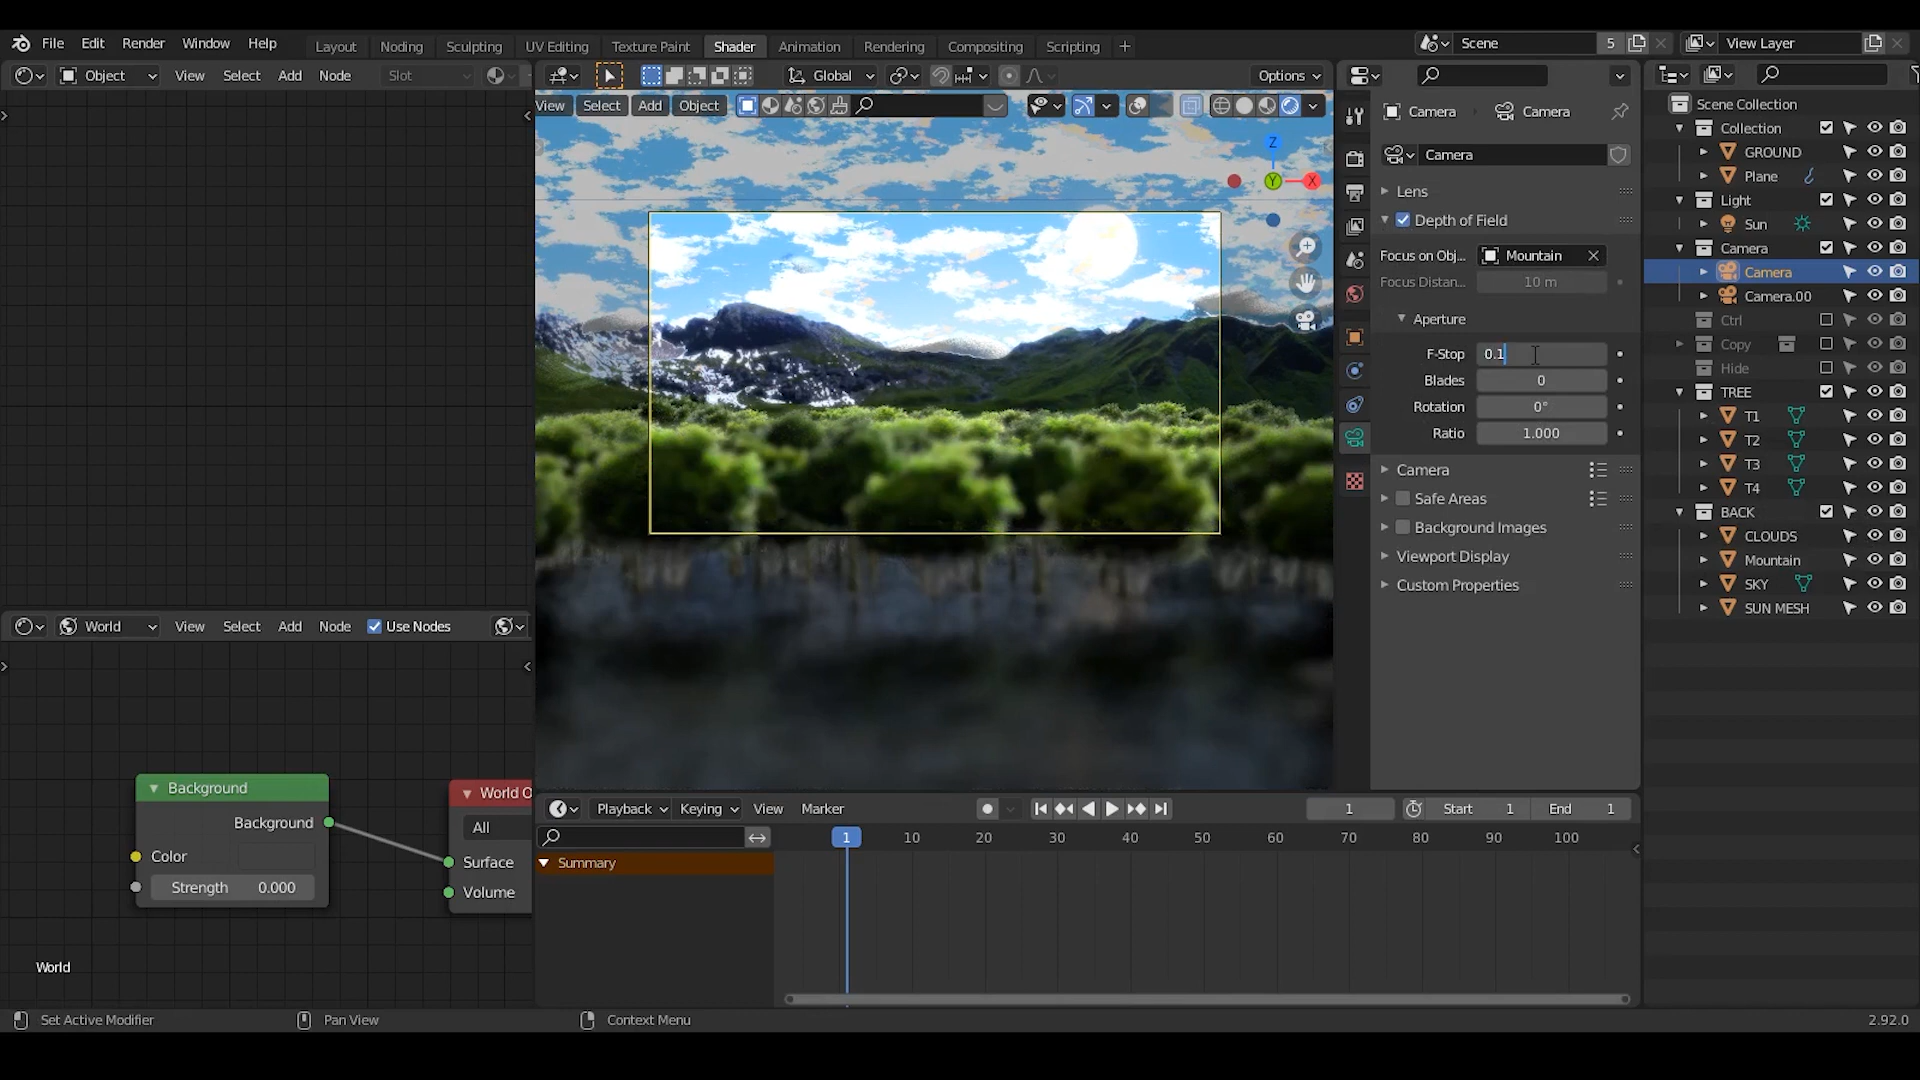 File Edit Render Window Help Layout Noding Sculpting UV Editing Texture Paint Shader Animation Rendering Compositing Scripting + Scene 5 View Layer
Object View Select Add Node Slot Global Options
View Select Add Object
Camera Camera
Camera
Lens
Depth of Field
Focus on Obj... Mountain
Focus Distan... 10 m
Aperture
F-Stop 0.1
Blades 0
Rotation 0°
Ratio 1.000
Camera
Safe Areas
Background Images
Viewport Display
Custom Properties
Z
Y
X
Scene Collection
Collection
GROUND
Plane
Light
Sun
Camera
Camera
Camera.00
Ctrl
Copy
Hide
TREE
T1
T2
T3
T4
BACK
CLOUDS
Mountain
SKY
SUN MESH
World View Select Add Node Use Nodes
Background
Background
Color
Strength 0.000
World O
All
Surface
Volume
World
Playback Keying View Marker 1 Start 1 End 1
1 10 20 30 40 50 60 70 80 90 100
Summary
Set Active Modifier Pan View Context Menu 2.92.0